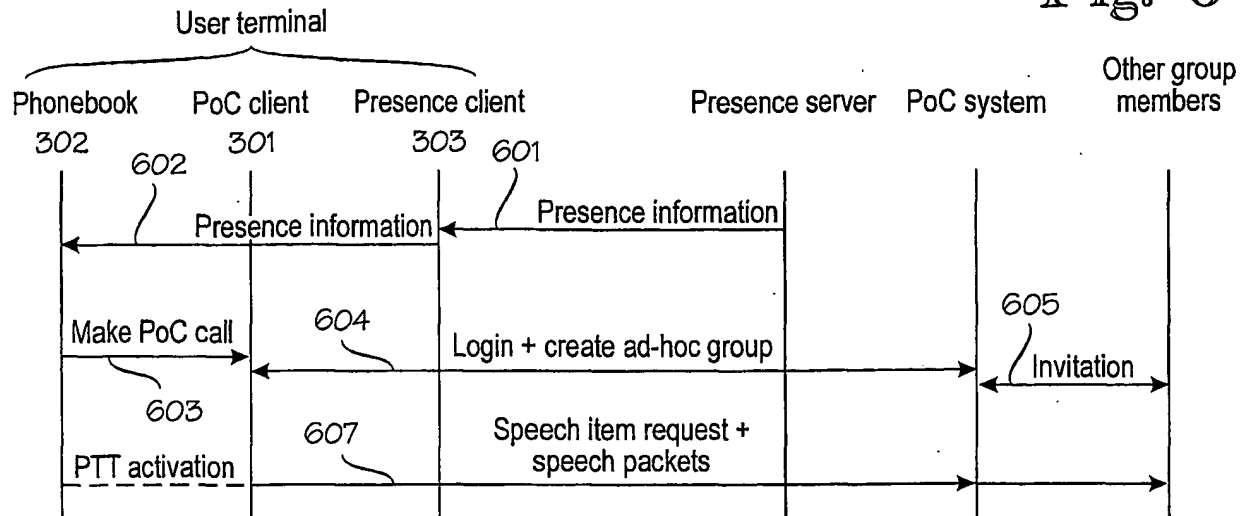 User terminal
Other group
members
Phonebook PoC client Presence client Presence server PoC system
302 301 303
602 601
Presence information Presence information
605
604
Make PoC call Login + create ad-hoc group Invitation
603
607 Speech item request +
PTT activation speech packets